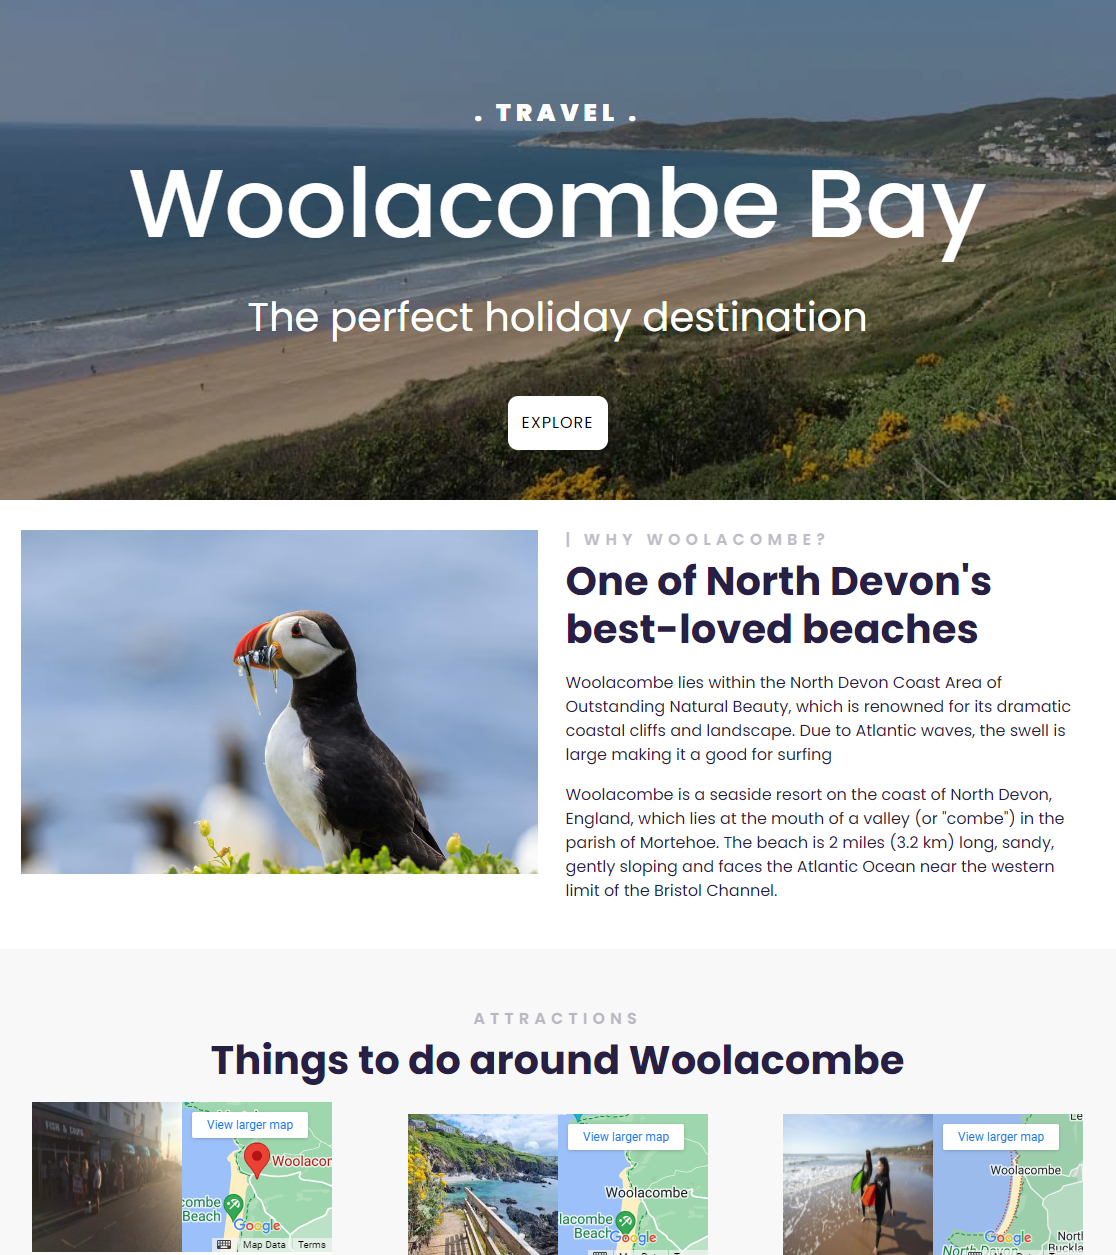 . TRAVEL .
Woolacombe Bay
The perfect holiday destination
EXPLORE
| WHY WOOLACOMBE?
One of North Devon's
best-loved beaches
Woolacombe lies within the North Devon Coast Area of
Outstanding Natural Beauty, which is renowned for its dramatic
coastal cliffs and landscape. Due to Atlantic waves, the swell is
large making it a good for surfing
Woolacombe is a seaside resort on the coast of North Devon,
England, which lies at the mouth of a valley (or "combe") in the
parish of Mortehoe. The beach is 2 miles (3.2 km) long, sandy,
gently sloping and faces the Atlantic Ocean near the western
limit of the Bristol Channel.
ATTRACTIONS
Things to do around Woolacombe
FISH & CHIPS
View larger map
Woolacor
combe
Beach
Google
Map Data Terms
View larger map
Woolacombe
lacombe
Beach
Google
Le
View larger map
Woolacombe
Google
North Devon
Nort
Buckla